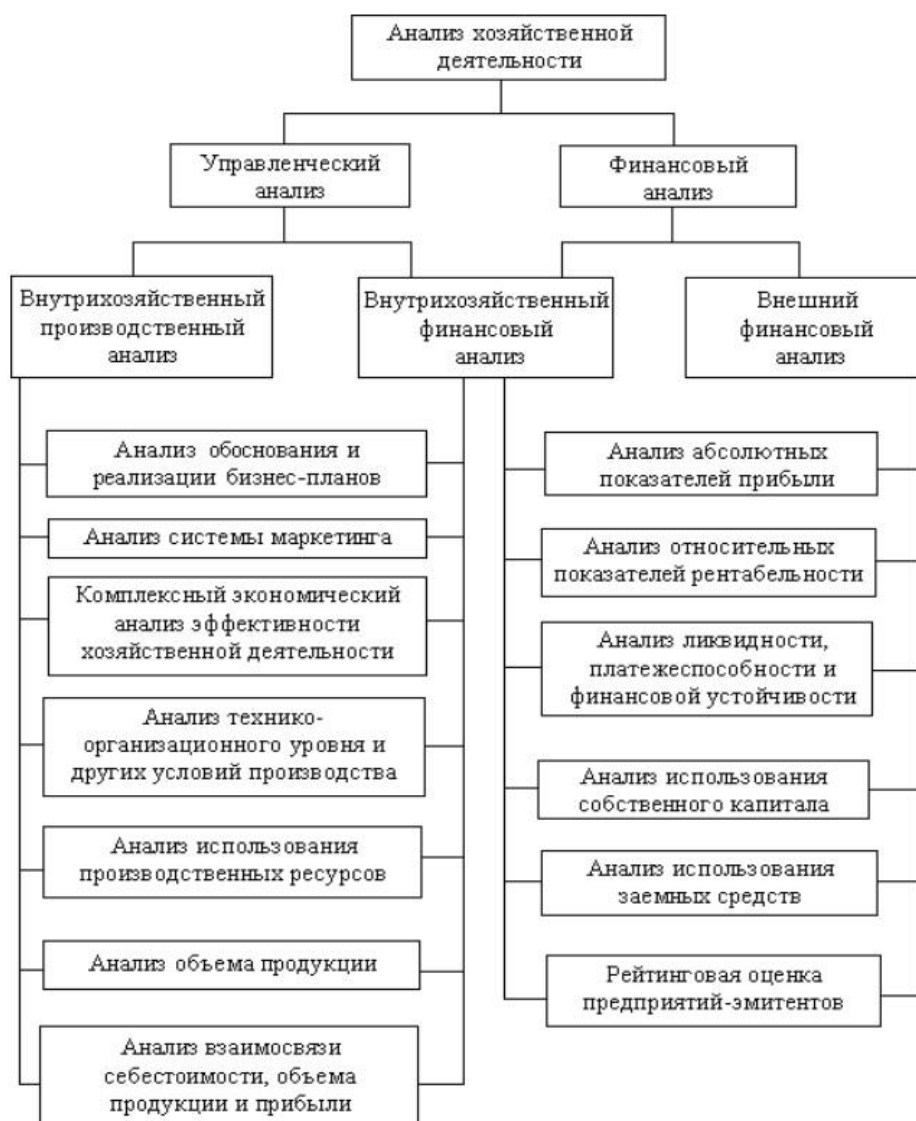 Анализ хозяйственной
деятельности
Управленческий
анализ
Финансовый
анализ
Внутрихозяйственный
производственный
анализ
Внутрихозяйственный
финансовый
анализ
Внешний
финансовый
анализ
Анализ обоснования и
реализации бизнес-планов
Анализ системы маркетинга
Комплексный экономический
анализ эффективности
хозяйственной деятельности
Анализ технико-
организационного уровня и
других условий производства
Анализ использования
производственных ресурсов
Анализ объема продукции
Анализ взаимосвязи
себестоимости, объема
продукции и прибыли
Анализ абсолютных
показателей прибыли
Анализ относительных
показателей рентабельности
Анализ ликвидности,
платежеспособности и
финансовой устойчивости
Анализ использования
собственного капитала
Анализ использования
заемных средств
Рейтинговая оценка
предприятий-эмитентов